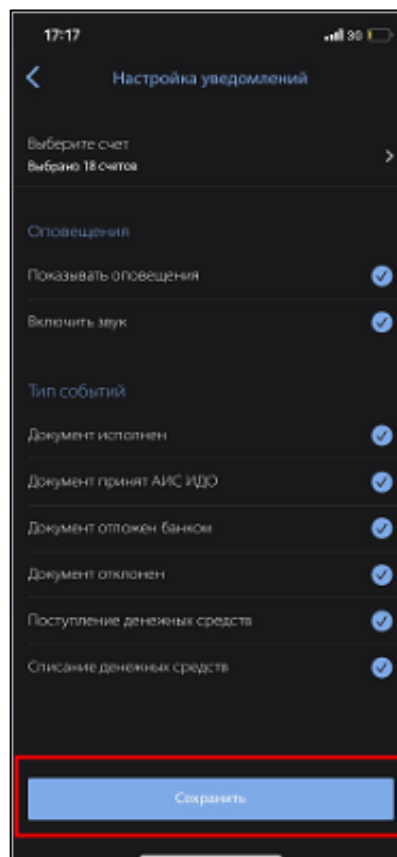 17:17
3G
Настройка уведомлений
Выберите счет
Выбрано 18 счетов
Оповещения
Показывать оповещения
Включить звук
Тип событий
Документ исполнен
Документ принят АИС ИДО
Документ отложен банком
Документ отклонен
Поступление денежных средств
Списание денежных средств
Сохранить